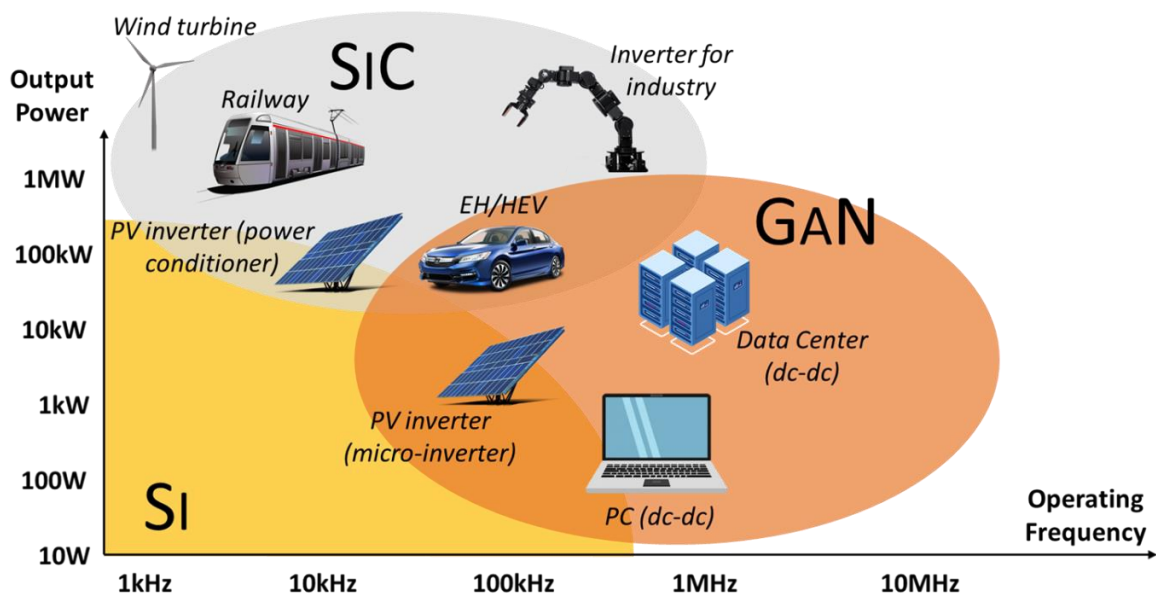 Wind turbine
SiC
Inverter for
industry
Output
Power
Railway
1MW
EH/HEV
GaN
PV inverter (power
conditioner)
100kW
10kW
Data Center
(dc-dc)
1kW
PV inverter
(micro-inverter)
100W
Si
PC (dc-dc)
Operating
Frequency
10W
1kHz
10kHz
100kHz
1MHz
10MHz